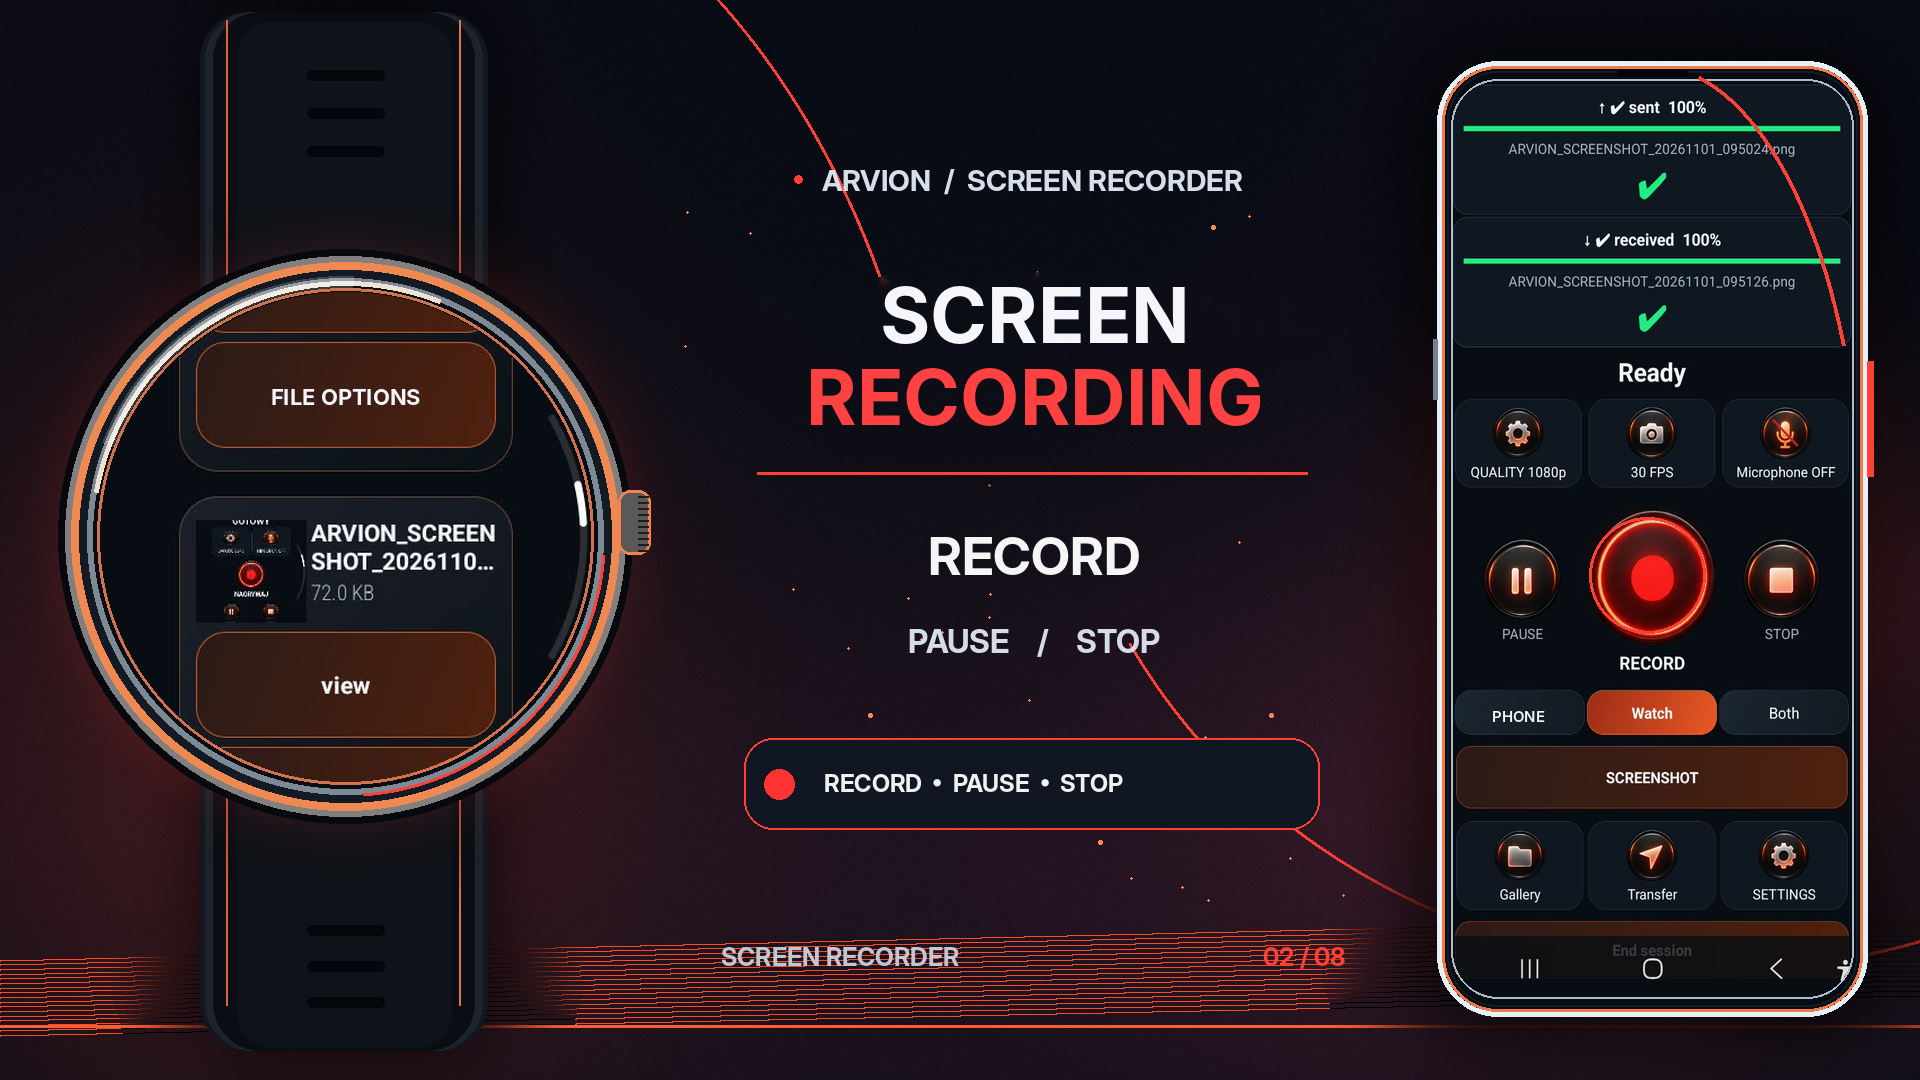 FILE OPTIONS
GOTOWY
ARVION_SCREEN
SHOT_2026110...
72.0 KB
NAGRYWAJ
view
ARVION / SCREEN RECORDER
SCREEN
RECORDING
RECORD
PAUSE / STOP
RECORD • PAUSE • STOP
SCREEN RECORDER
02 / 08
↑ ✔ sent 100%
ARVION_SCREENSHOT_20261101_095024.png
✔
↓ ✔ received 100%
ARVION_SCREENSHOT_20261101_095126.png
✔
Ready
QUALITY 1080p
30 FPS
Microphone OFF
PAUSE
STOP
RECORD
PHONE
Watch
Both
SCREENSHOT
Gallery
Transfer
SETTINGS
End session